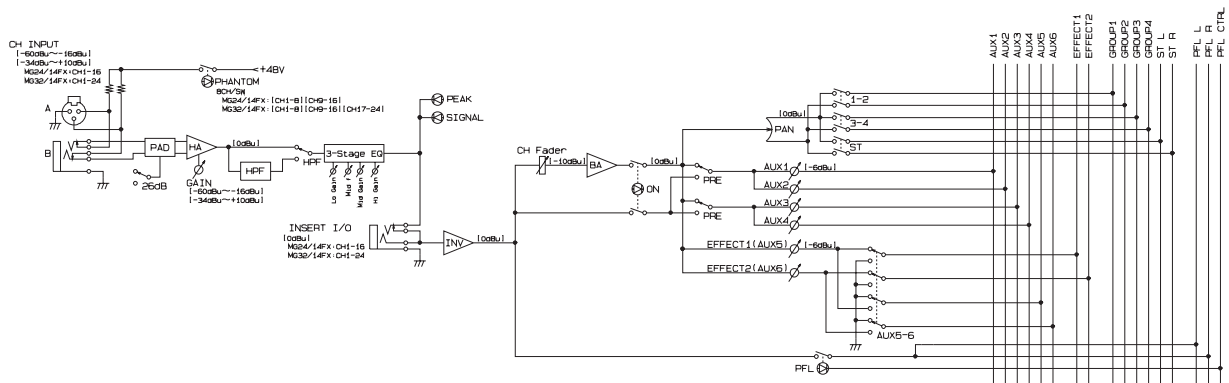 CH INPUT
[-60dBu~-16dBu]
[-34dBu~+10dBu]
MG24/14FX:CH1-16
MG32/14FX:CH1-24
A
B
+48V
PHANTOM
8CH/SW
MG24/14FX:[CH1-8][CH9-16]
MG32/14FX:[CH1-8][CH9-16][CH17-24]
PAD
26dB
HA
GAIN
[-60dBu~-16dBu]
[-34dBu~+10dBu]
[0dBu]
HPF
HPF
3-Stage EQ
Lo Gain
Mid f
Mid Gain
Hi Gain
PEAK
SIGNAL
INSERT I/O
[0dBu]
MG24/14FX:CH1-16
MG32/14FX:CH1-24
INV
[0dBu]
CH Fader
[-10dBu]
BA
[0dBu]
ON
PRE
PRE
[0dBu]
PAN
1-2
3-4
ST
AUX1
[-6dBu]
AUX2
AUX3
AUX4
EFFECT1(AUX5)
[-6dBu]
EFFECT2(AUX6)
AUX5-6
PFL
AUX1
AUX2
AUX3
AUX4
AUX5
AUX6
EFFECT1
EFFECT2
GROUP1
GROUP2
GROUP3
GROUP4
ST L
ST R
PFL L
PFL R
PFL CTRL